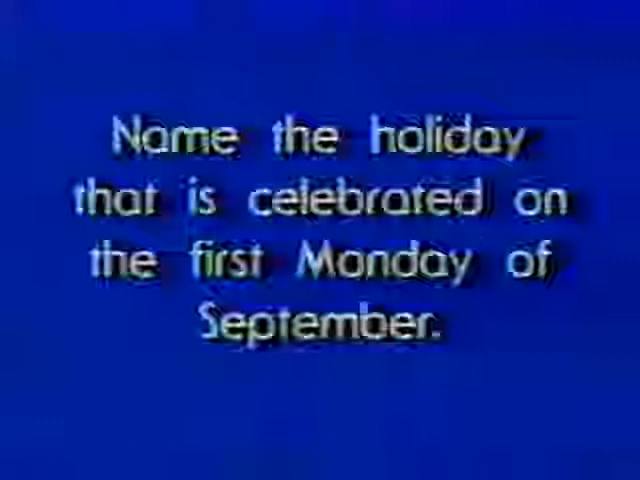 Name the holiday
that is celebrated on
the first Monday of
September.